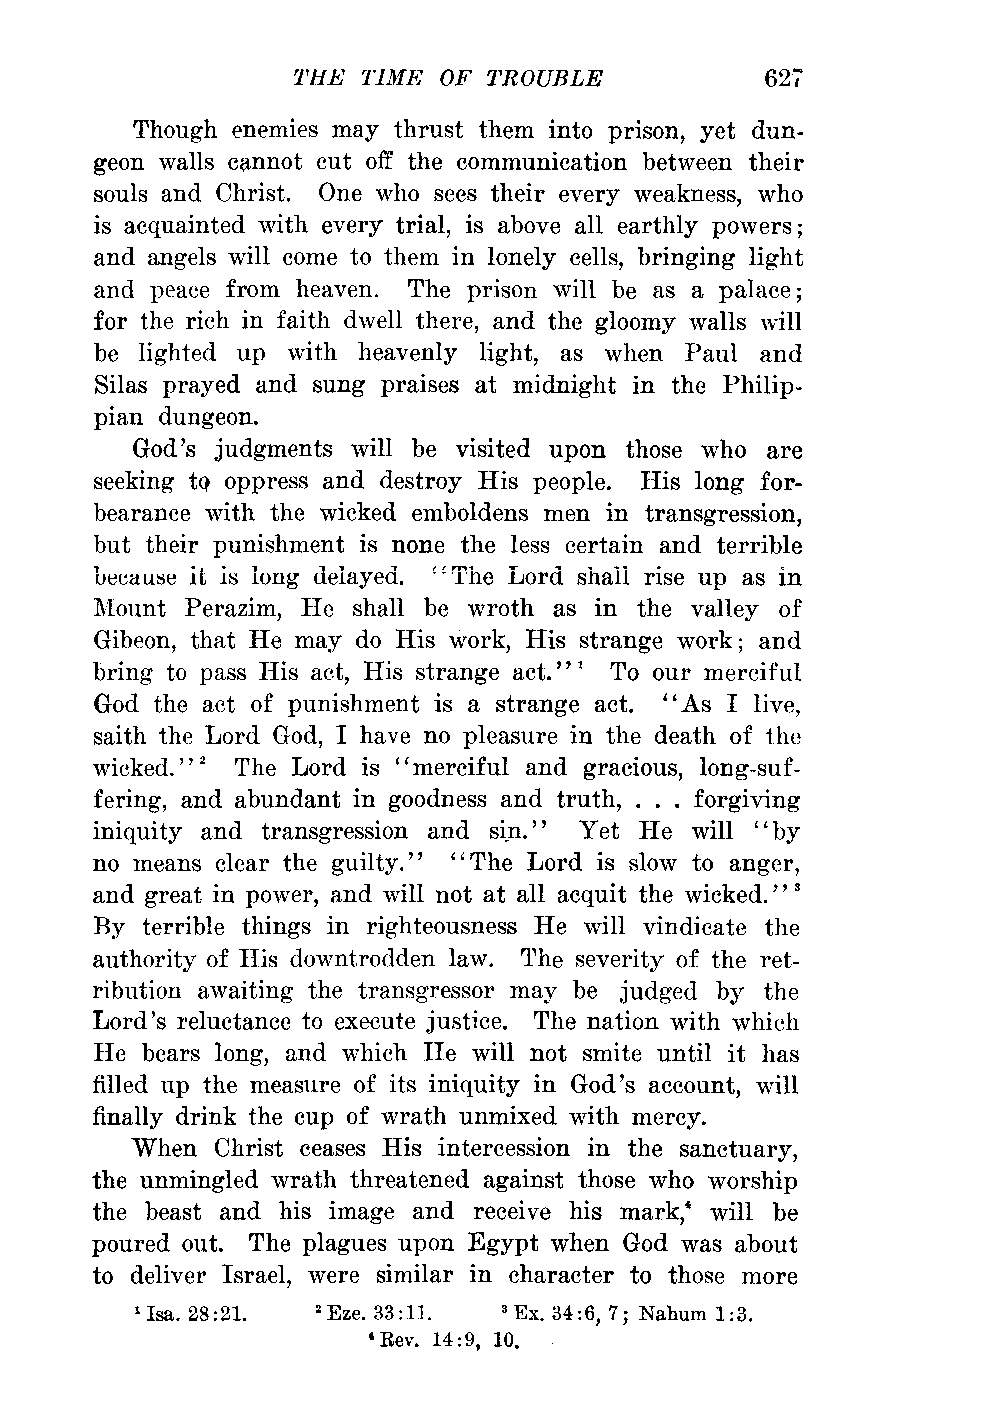 THE TIME OF TROUBLE 627
Though enemies may thrust them into prison, yet dun-
geon walls cannot cut off the communication between their
souls and Christ. One who sees their every weakness, who
is acquainted with every trial, is above all earthly powers;
and angels will come to them in lonely cells, bringing light
and peace from heaven. The prison will be as a palace;
for the rich in faith dwell there, and the gloomy walls will
be lighted up with heavenly light, as when Paul and
Silas prayed and sung praises at midnight in the Philip-
pian dungeon.
God's judgments will be visited upon those who are
seeking to oppress and destroy His people. His long for-
bearance with the wicked emboldens men in transgression,
but their punishment is none the less certain and terrible
because it is long delayed. "The Lord shall rise up as in
Mount Perazim, He shall be wroth as in the valley of
Gibeon, that He may do His work, His strange work; and
bring to pass His act, His strange act."¹ To our merciful
God the act of punishment is a strange act. "As I live,
saith the Lord God, I have no pleasure in the death of the
wicked."² The Lord is "merciful and gracious, long-suf-
fering, and abundant in goodness and truth, . . . forgiving
iniquity and transgression and sin." Yet He will "by
no means clear the guilty." "The Lord is slow to anger,
and great in power, and will not at all acquit the wicked."³
By terrible things in righteousness He will vindicate the
authority of His downtrodden law. The severity of the ret-
ribution awaiting the transgressor may be judged by the
Lord's reluctance to execute justice. The nation with which
He bears long, and which He will not smite until it has
filled up the measure of its iniquity in God's account, will
finally drink the cup of wrath unmixed with mercy.
When Christ ceases His intercession in the sanctuary,
the unmingled wrath threatened against those who worship
the beast and his image and receive his mark,⁴ will be
poured out. The plagues upon Egypt when God was about
to deliver Israel, were similar in character to those more
¹ Isa. 28:21. ² Eze. 33:11. ³ Ex. 34:6, 7; Nahum 1:3.
⁴ Rev. 14:9, 10.